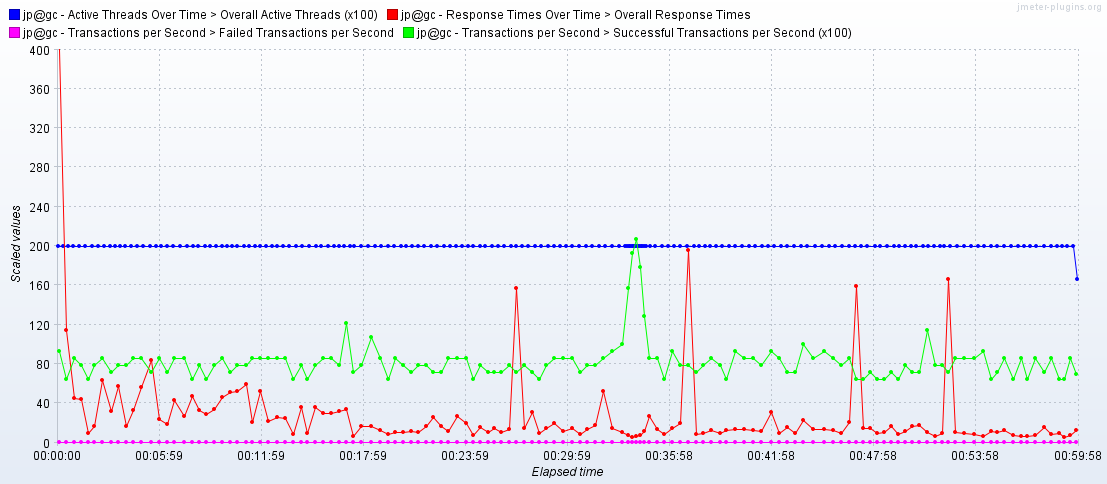 jp@gc - Active Threads Over Time > Overall Active Threads (x100) jp@gc - Response Times Over Time > Overall Response Times
jmeter-plugins.org
jp@gc - Transactions per Second > Failed Transactions per Second jp@gc - Transactions per Second > Successful Transactions per Second (x100)
400
360
320
280
240
200
160
120
80
40
0
Scaled values
00:00:00 00:05:59 00:11:59 00:17:59 00:23:59 00:29:59 00:35:58 00:41:58 00:47:58 00:53:58 00:59:58
Elapsed time